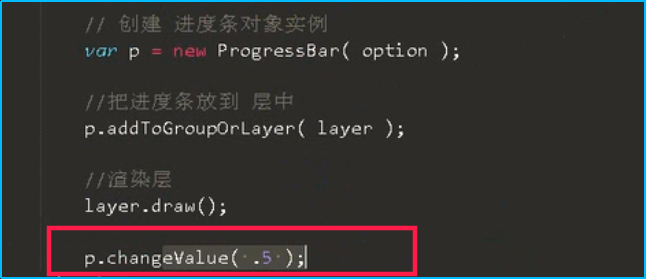 // 创建 进度条对象实例
var p = new ProgressBar( option );
//把进度条放到 层中
p.addToGroupOrLayer( layer );
//渲染层
layer.draw();
p.changeValue( .5 );